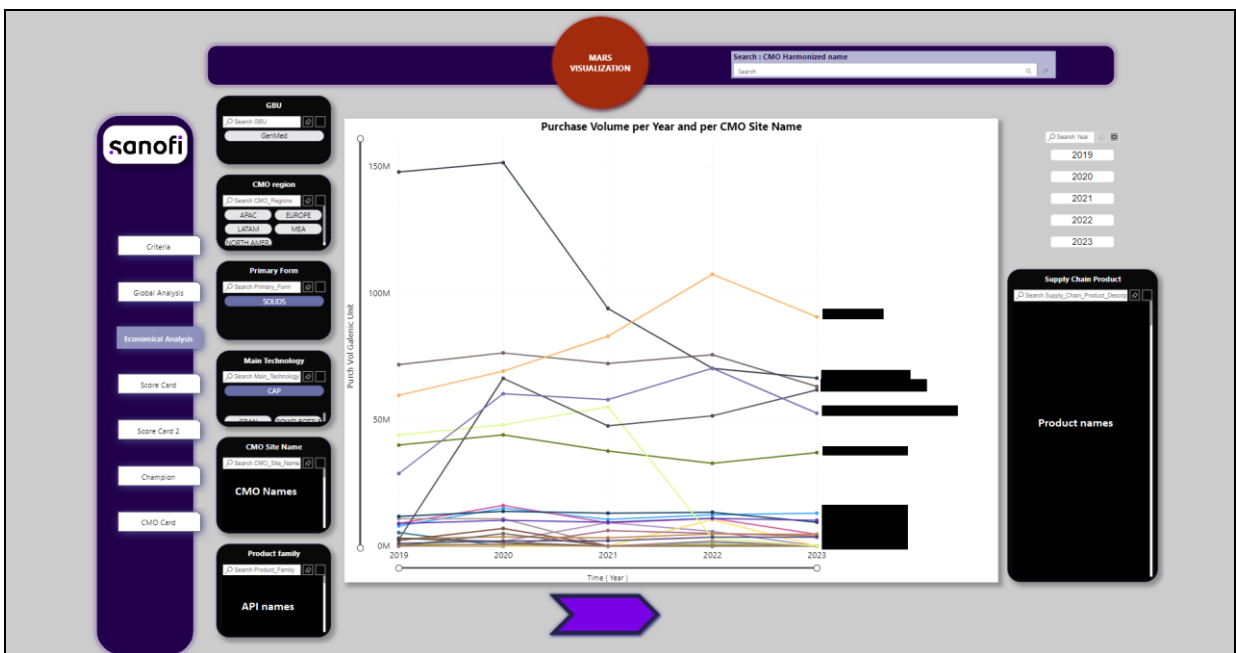 MARS
VISUALIZATION
Search : CMO Harmonized name
Search
sanofi
Criteria
Global Analysis
Economical Analysis
Score Card
Score Card 2
Champion
CMO Card
GBU
Search GBU
GenMed
CMO region
Search CMO_Regions
APAC
EUROPE
LATAM
MEA
NORTH AMER
Primary Form
Search Primary_Form
SOLIDS
Main Technology
Search Main_Technology
CAP
CMO Site Name
Search CMO_Site_Name
CMO Names
Product family
Search Product_Family
API names
Purchase Volume per Year and per CMO Site Name
Purch Vol Galenic Unit
150M
100M
50M
0M
2019
2020
2021
2022
2023
Time ( Year )
Search Year
2019
2020
2021
2022
2023
Supply Chain Product
Search Supply_Chain_Product_Descrip
Product names